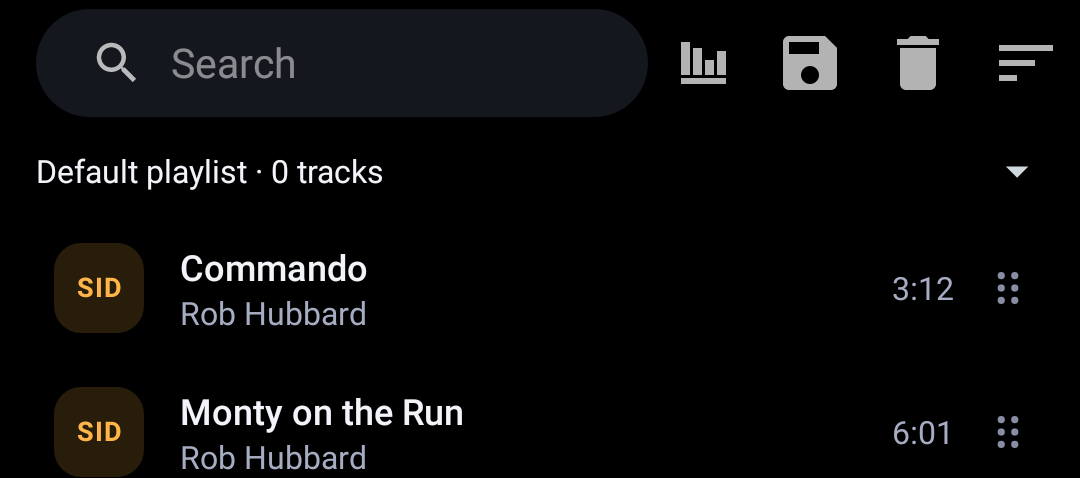 Search
Default playlist · 0 tracks
SID
Commando
Rob Hubbard
3:12
SID
Monty on the Run
Rob Hubbard
6:01